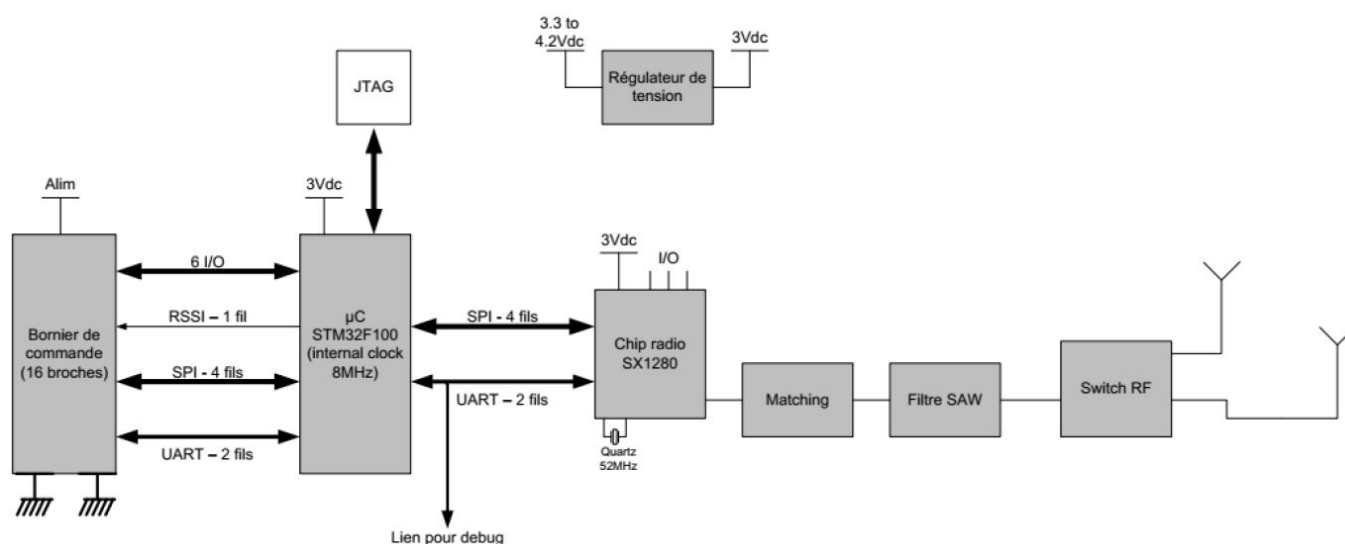 3.3 to
4.2Vdc
3Vdc
Régulateur de
tension
JTAG
Alim
3Vdc
6 I/O
RSSI – 1 fil
SPI - 4 fils
UART – 2 fils
Bornier de
commande
(16 broches)
µC
STM32F100
(internal clock
8MHz)
SPI - 4 fils
UART – 2 fils
Lien pour debug
3Vdc
I/O
Chip radio
SX1280
Quartz
52MHz
Matching
Filtre SAW
Switch RF